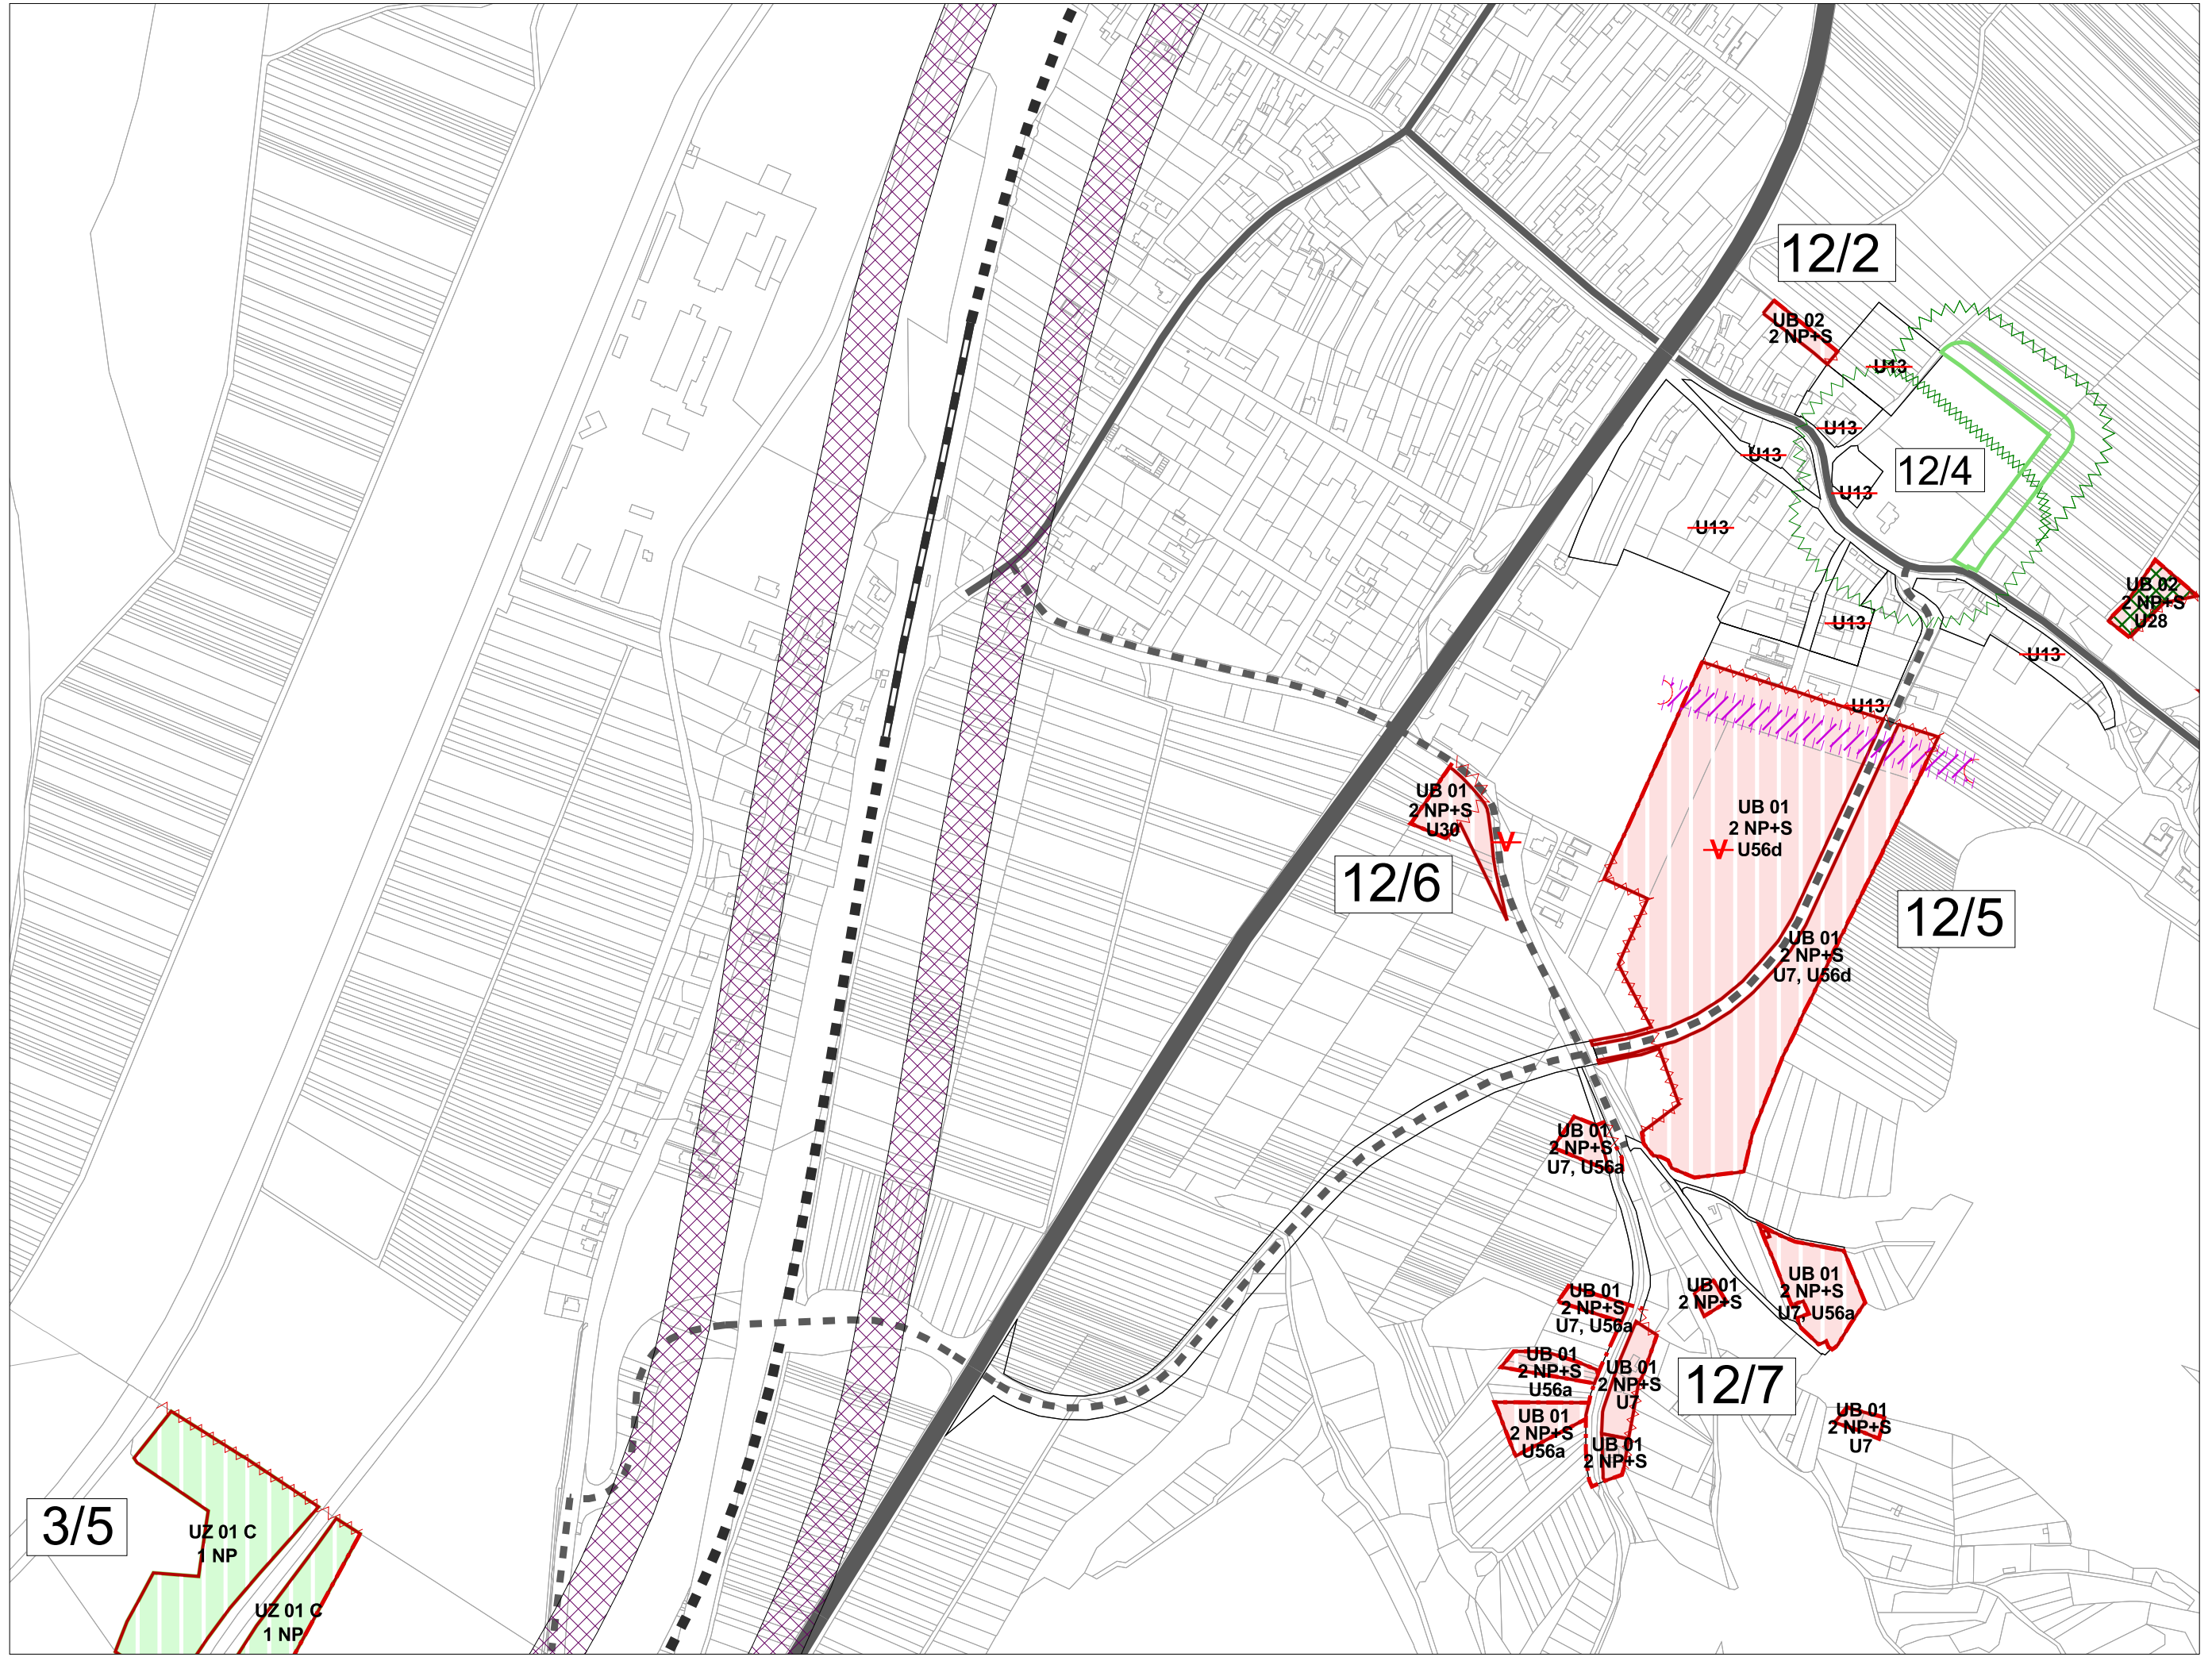 12/2
UB 02
2 NP+S
U13
U13
U13
12/4
U13
U13
UB 02
2 NP+S
U28
U13
U13
U13
UB 01
2 NP+S
U30
V
12/6
UB 01
2 NP+S
V U56d
12/5
UB 01
2 NP+S
U7, U56d
UB 01
2 NP+S
U7, U56a
UB 01
2 NP+S
U7, U56a
UB 01
2 NP+S
UB 01
2 NP+S
U7, U56a
UB 01
2 NP+S
U56a
UB 01
2 NP+S
U7
12/7
UB 01
2 NP+S
U56a
UB 01
2 NP+S
UB 01
2 NP+S
U7
3/5
UZ 01 C
1 NP
UZ 01 C
1 NP